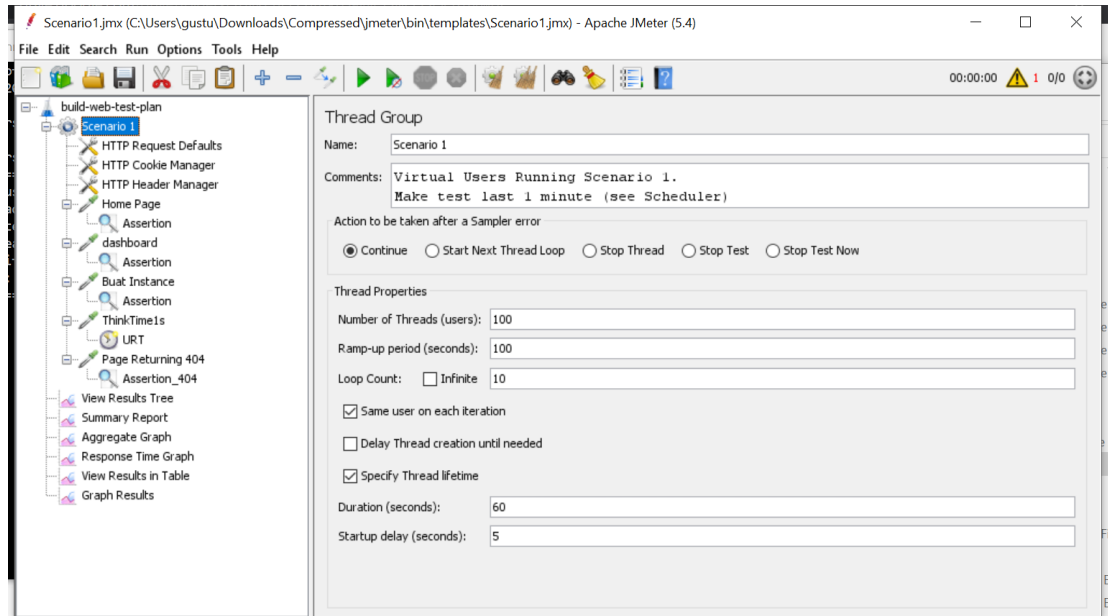 Scenario1.jmx (C:\Users\gustu\Downloads\Compressed\jmeter\bin\templates\Scenario1.jmx) - Apache JMeter (5.4)
File Edit Search Run Options Tools Help
00:00:00 1 0/0
build-web-test-plan
Scenario 1
HTTP Request Defaults
HTTP Cookie Manager
HTTP Header Manager
Home Page
Assertion
dashboard
Assertion
Buat Instance
Assertion
ThinkTime1s
URT
Page Returning 404
Assertion_404
View Results Tree
Summary Report
Aggregate Graph
Response Time Graph
View Results in Table
Graph Results
Thread Group
Name: Scenario 1
Comments: Virtual Users Running Scenario 1.
Make test last 1 minute (see Scheduler)
Action to be taken after a Sampler error
Continue Start Next Thread Loop Stop Thread Stop Test Stop Test Now
Thread Properties
Number of Threads (users): 100
Ramp-up period (seconds): 100
Loop Count: Infinite 10
Same user on each iteration
Delay Thread creation until needed
Specify Thread lifetime
Duration (seconds): 60
Startup delay (seconds): 5